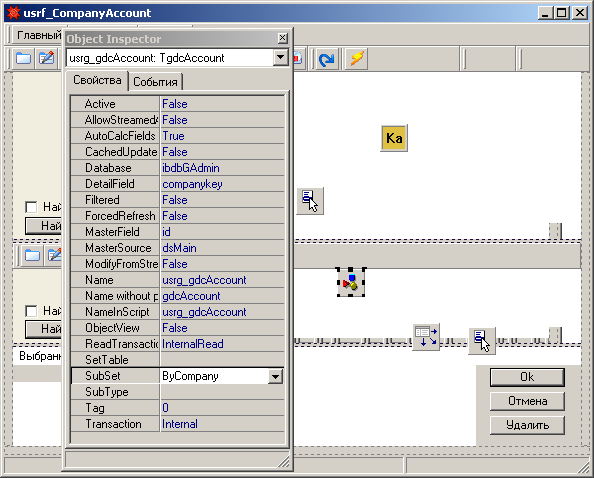 usrf_CompanyAccount
Главный
Object Inspector
usrg_gdcAccount: TgdcAccount
Свойства События
Active False
AllowStreamedA False
AutoCalcFields True
CachedUpdate False
Database ibdbGAdmin
DetailField companykey
Filtered False
ForcedRefresh False
MasterField id
MasterSource dsMain
ModifyFromStre False
Name usrg_gdcAccount
Name without p gdcAccount
NameInScript usrg_gdcAccount
ObjectView False
ReadTransactio InternalRead
SetTable
SubSet ByCompany
SubType
Tag 0
Transaction Internal
Ka
Най
Най
Най
Най
Выбранн
Ok
Отмена
Удалить